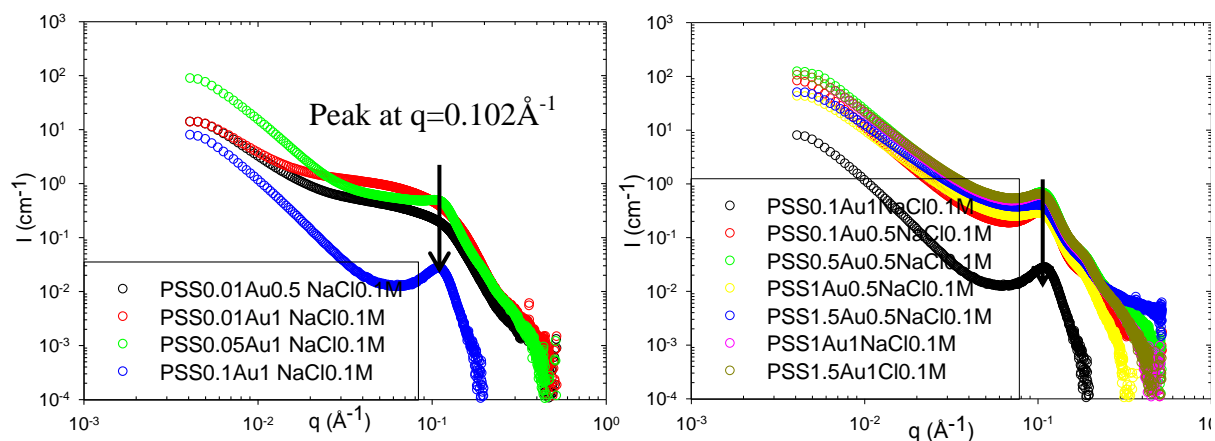 10³
10²
10¹
10⁰
10⁻¹
10⁻²
10⁻³
10⁻⁴
I (cm⁻¹)
Peak at q=0.102Å⁻¹
PSS0.01Au0.5 NaCl0.1M
PSS0.01Au1 NaCl0.1M
PSS0.05Au1 NaCl0.1M
PSS0.1Au1 NaCl0.1M
10⁻³ 10⁻² 10⁻¹ 10⁰
q (Å⁻¹)
10³
10²
10¹
10⁰
10⁻¹
10⁻²
10⁻³
10⁻⁴
I (cm⁻¹)
PSS0.1Au1NaCl0.1M
PSS0.1Au0.5NaCl0.1M
PSS0.5Au0.5NaCl0.1M
PSS1Au0.5NaCl0.1M
PSS1.5Au0.5NaCl0.1M
PSS1Au1NaCl0.1M
PSS1.5Au1Cl0.1M
10⁻³ 10⁻² 10⁻¹
q (Å⁻¹)